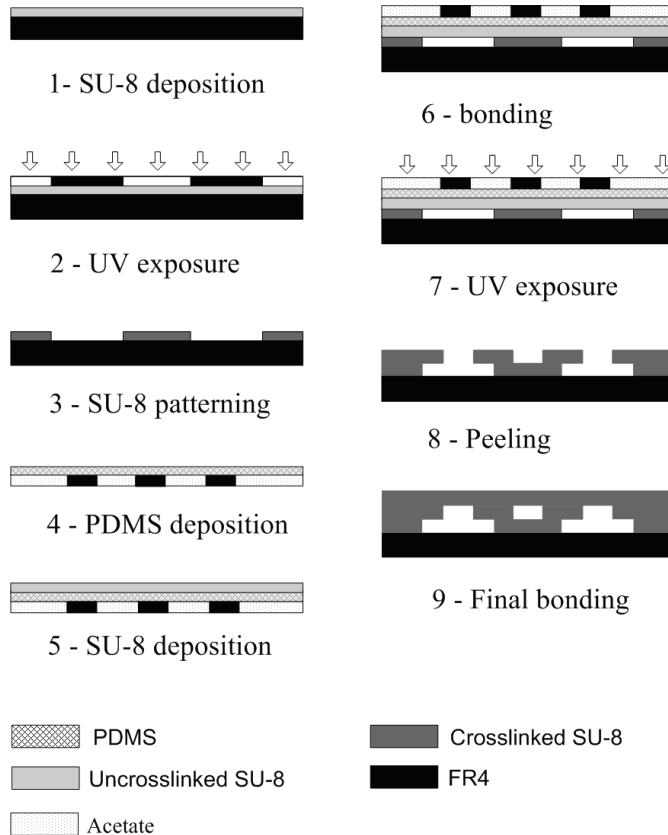 1- SU-8 deposition
2 - UV exposure
3 - SU-8 patterning
4 - PDMS deposition
5 - SU-8 deposition
6 - bonding
7 - UV exposure
8 - Peeling
9 - Final bonding
PDMS
Uncrosslinked SU-8
Acetate
Crosslinked SU-8
FR4